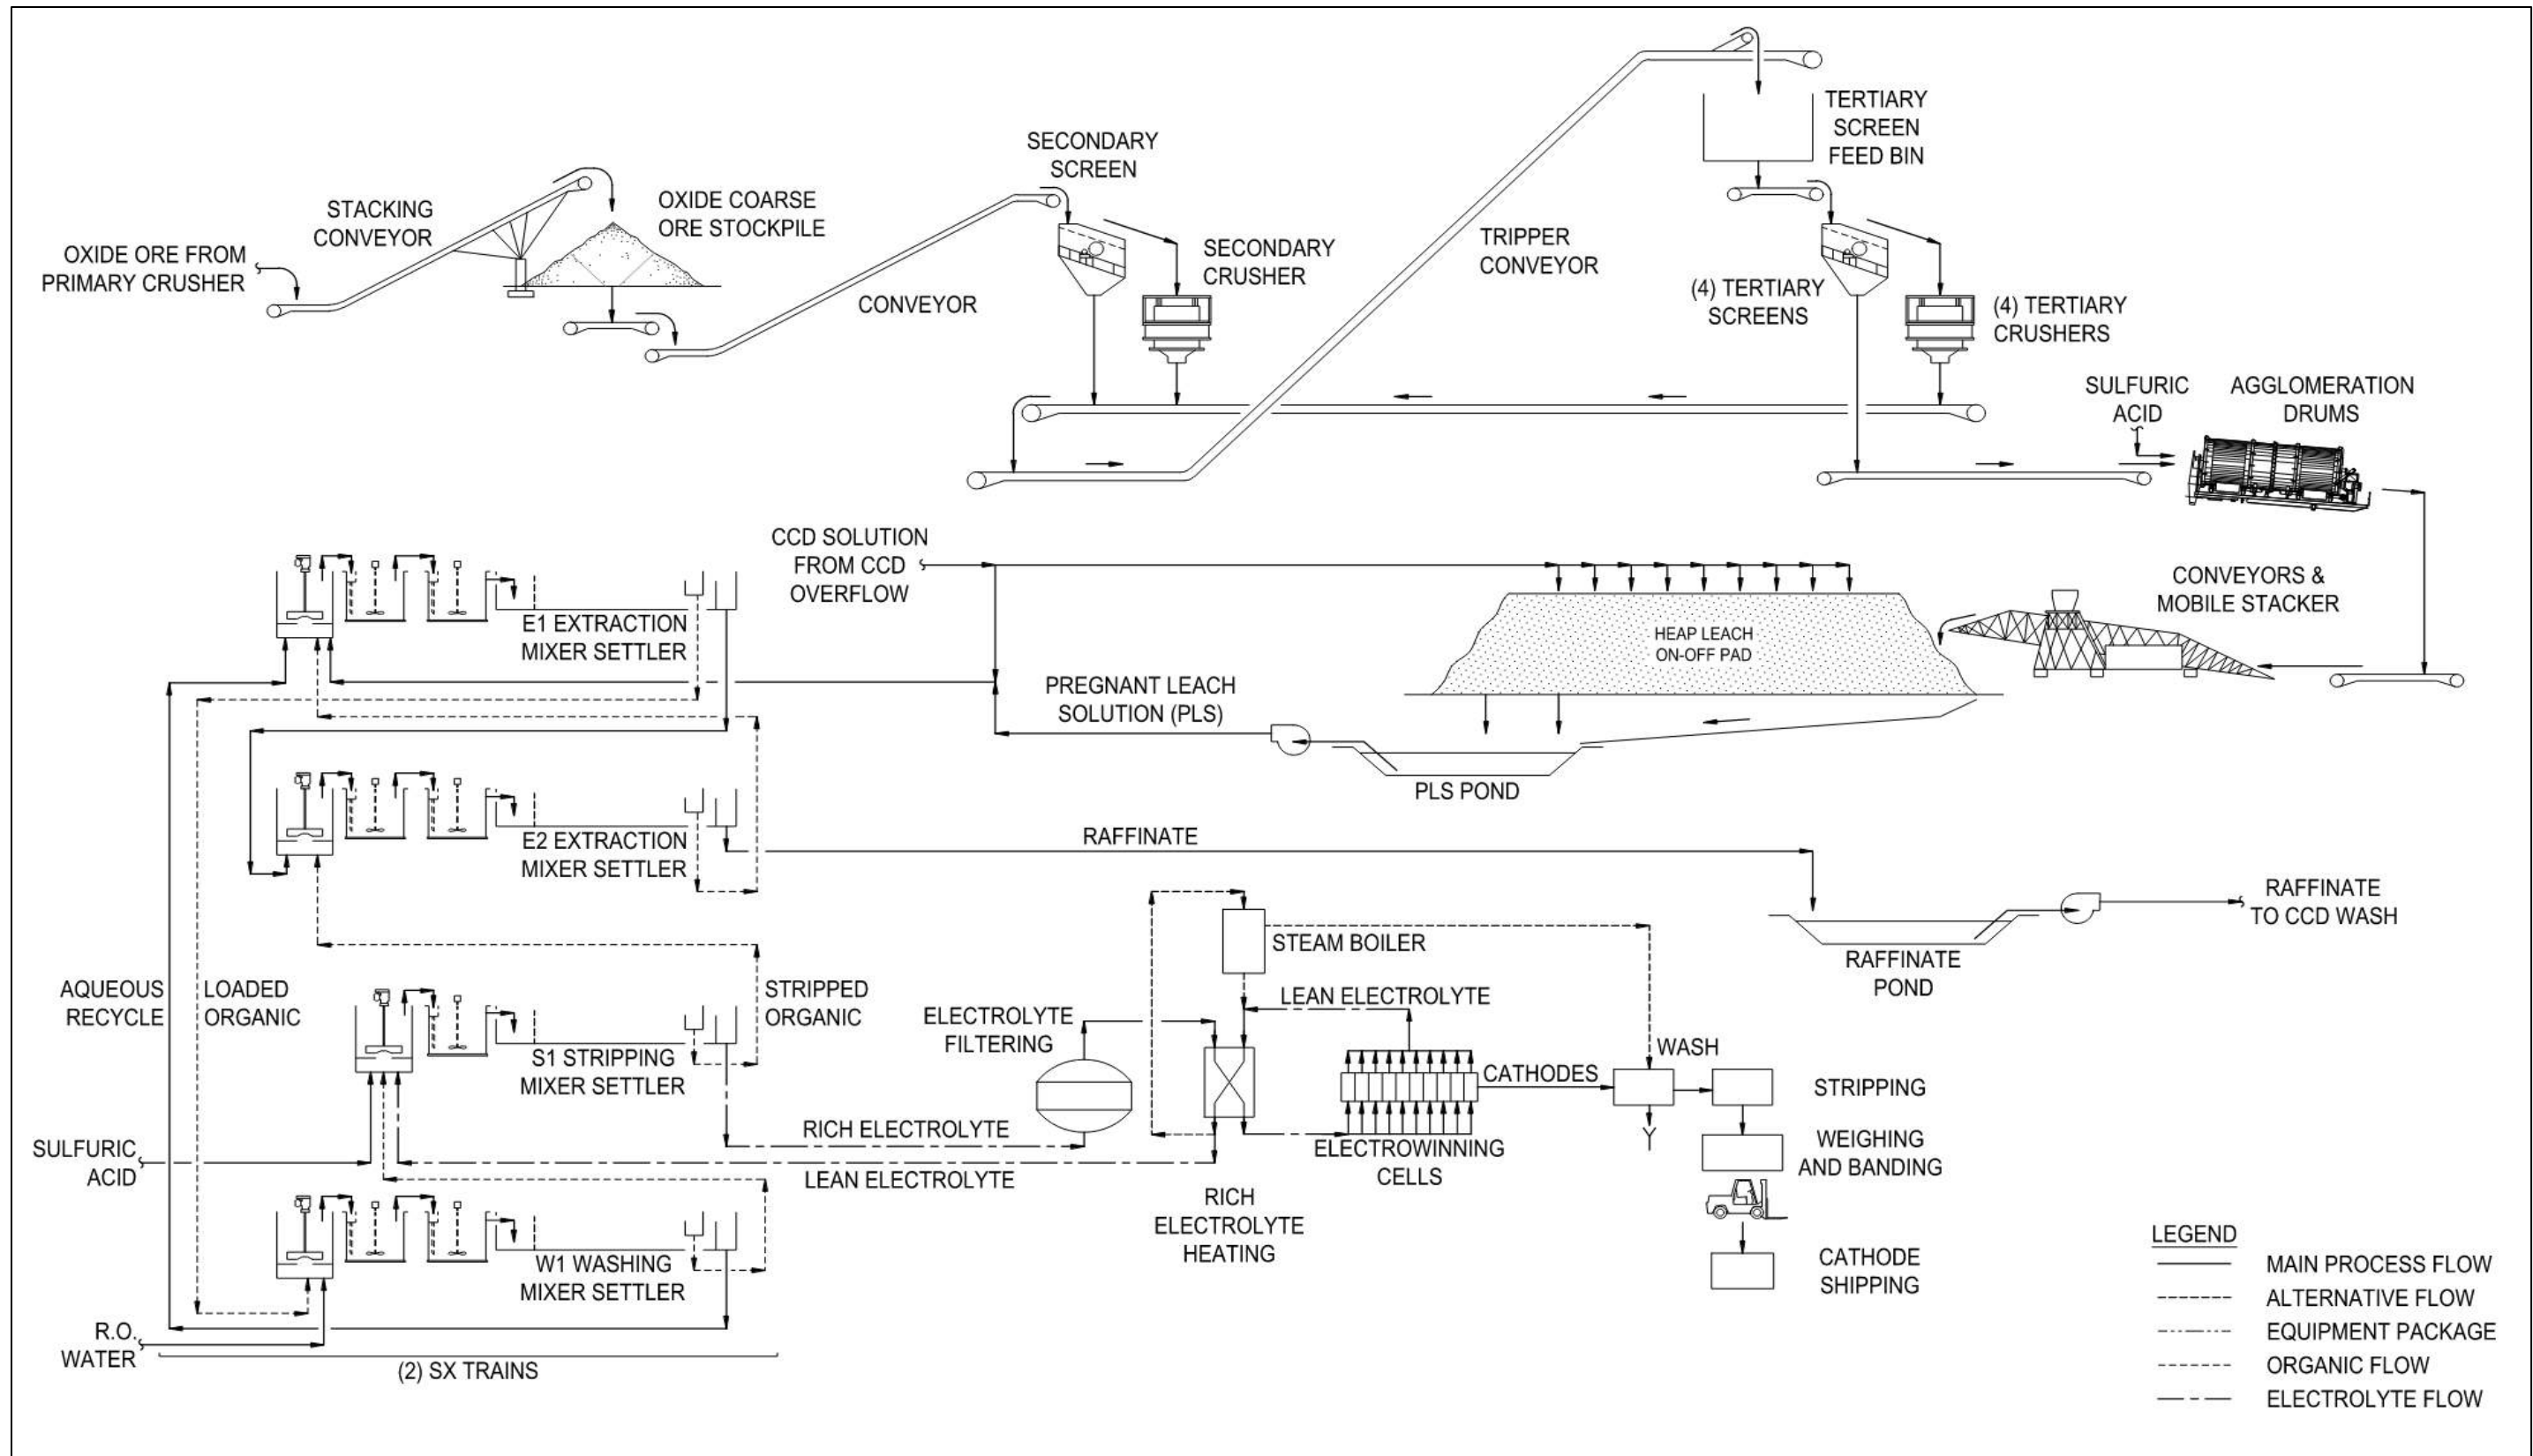 OXIDE ORE FROM
PRIMARY CRUSHER
STACKING
CONVEYOR
OXIDE COARSE
ORE STOCKPILE
CONVEYOR
SECONDARY
SCREEN
SECONDARY
CRUSHER
TRIPPER
CONVEYOR
TERTIARY
SCREEN
FEED BIN
(4) TERTIARY
SCREENS
(4) TERTIARY
CRUSHERS
SULFURIC
ACID
AGGLOMERATION
DRUMS
CONVEYORS &
MOBILE STACKER
CCD SOLUTION
FROM CCD
OVERFLOW
HEAP LEACH
ON-OFF PAD
PREGNANT LEACH
SOLUTION (PLS)
PLS POND
E1 EXTRACTION
MIXER SETTLER
E2 EXTRACTION
MIXER SETTLER
RAFFINATE
RAFFINATE
TO CCD WASH
RAFFINATE
POND
AQUEOUS
RECYCLE
LOADED
ORGANIC
STRIPPED
ORGANIC
S1 STRIPPING
MIXER SETTLER
ELECTROLYTE
FILTERING
STEAM BOILER
LEAN ELECTROLYTE
WASH
CATHODES
STRIPPING
RICH ELECTROLYTE
LEAN ELECTROLYTE
ELECTROWINNING
CELLS
WEIGHING
AND BANDING
RICH
ELECTROLYTE
HEATING
CATHODE
SHIPPING
SULFURIC
ACID
W1 WASHING
MIXER SETTLER
R.O.
WATER
(2) SX TRAINS
LEGEND
MAIN PROCESS FLOW
ALTERNATIVE FLOW
EQUIPMENT PACKAGE
ORGANIC FLOW
ELECTROLYTE FLOW